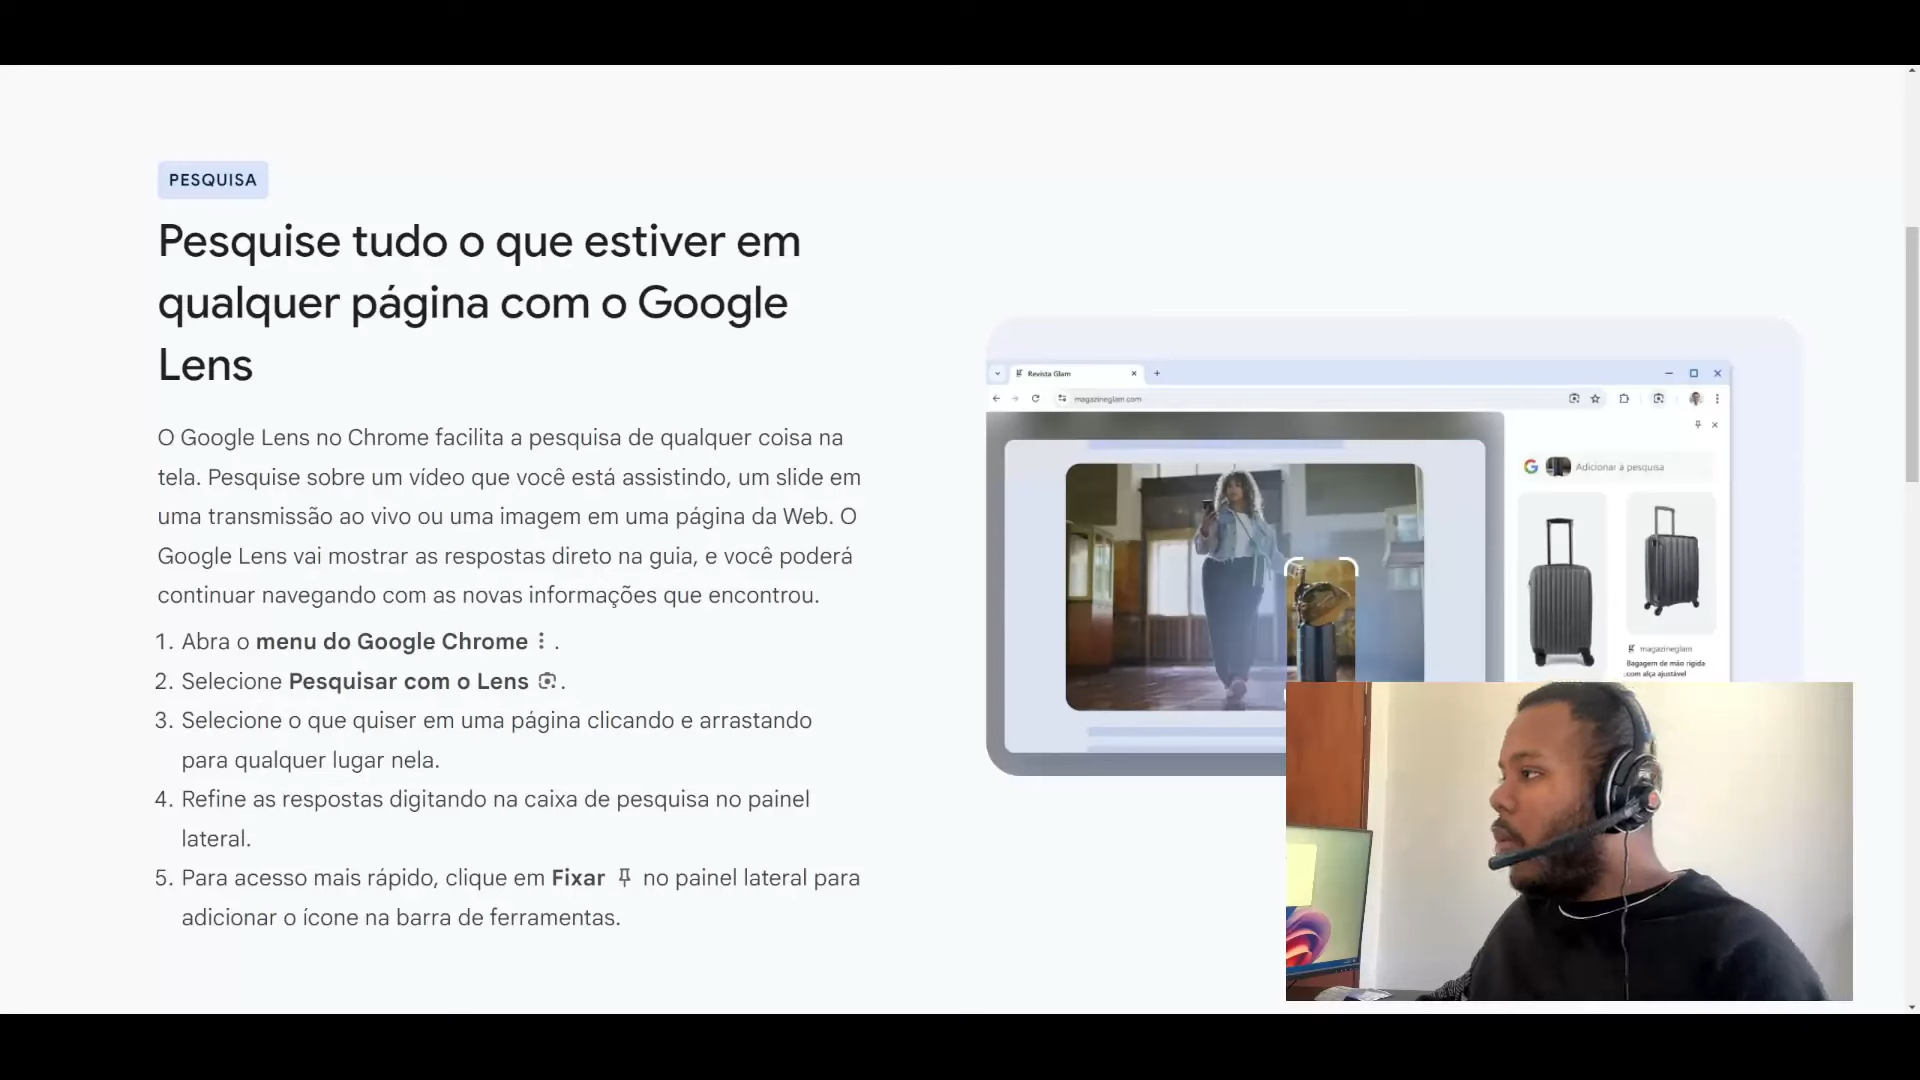 PESQUISA
Pesquise tudo o que estiver em
qualquer página com o Google
Lens
O Google Lens no Chrome facilita a pesquisa de qualquer coisa na
tela. Pesquise sobre um vídeo que você está assistindo, um slide em
uma transmissão ao vivo ou uma imagem em uma página da Web. O
Google Lens vai mostrar as respostas direto na guia, e você poderá
continuar navegando com as novas informações que encontrou.
1. Abra o menu do Google Chrome .
2. Selecione Pesquisar com o Lens .
3. Selecione o que quiser em uma página clicando e arrastando
para qualquer lugar nela.
4. Refine as respostas digitando na caixa de pesquisa no painel
lateral.
5. Para acesso mais rápido, clique em Fixar no painel lateral para
adicionar o ícone na barra de ferramentas.
Revista Glam
magazineglam.com
Adicionar à pesquisa
magazineglam
Bagagem de mão rígida
com alça ajustável